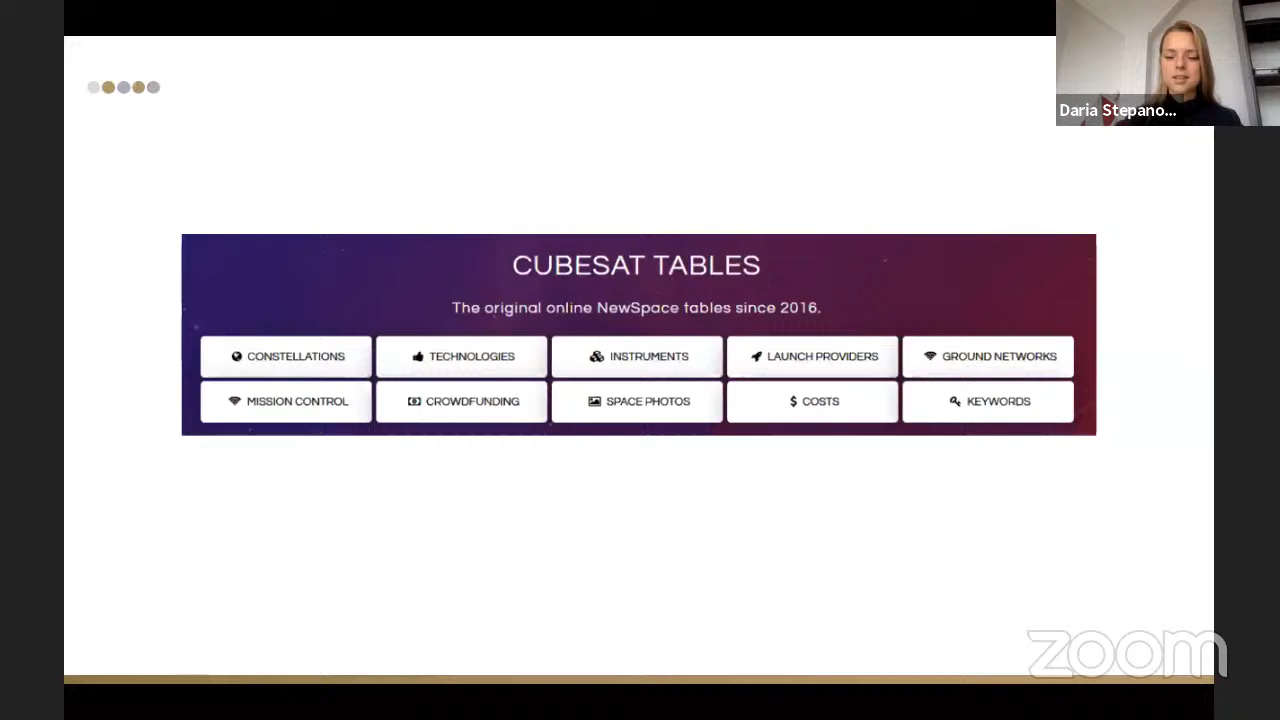 Daria Stepano...
CUBESAT TABLES
The original online NewSpace tables since 2016.
CONSTELLATIONS
TECHNOLOGIES
INSTRUMENTS
LAUNCH PROVIDERS
GROUND NETWORKS
MISSION CONTROL
CROWDFUNDING
SPACE PHOTOS
$ COSTS
KEYWORDS
zoom